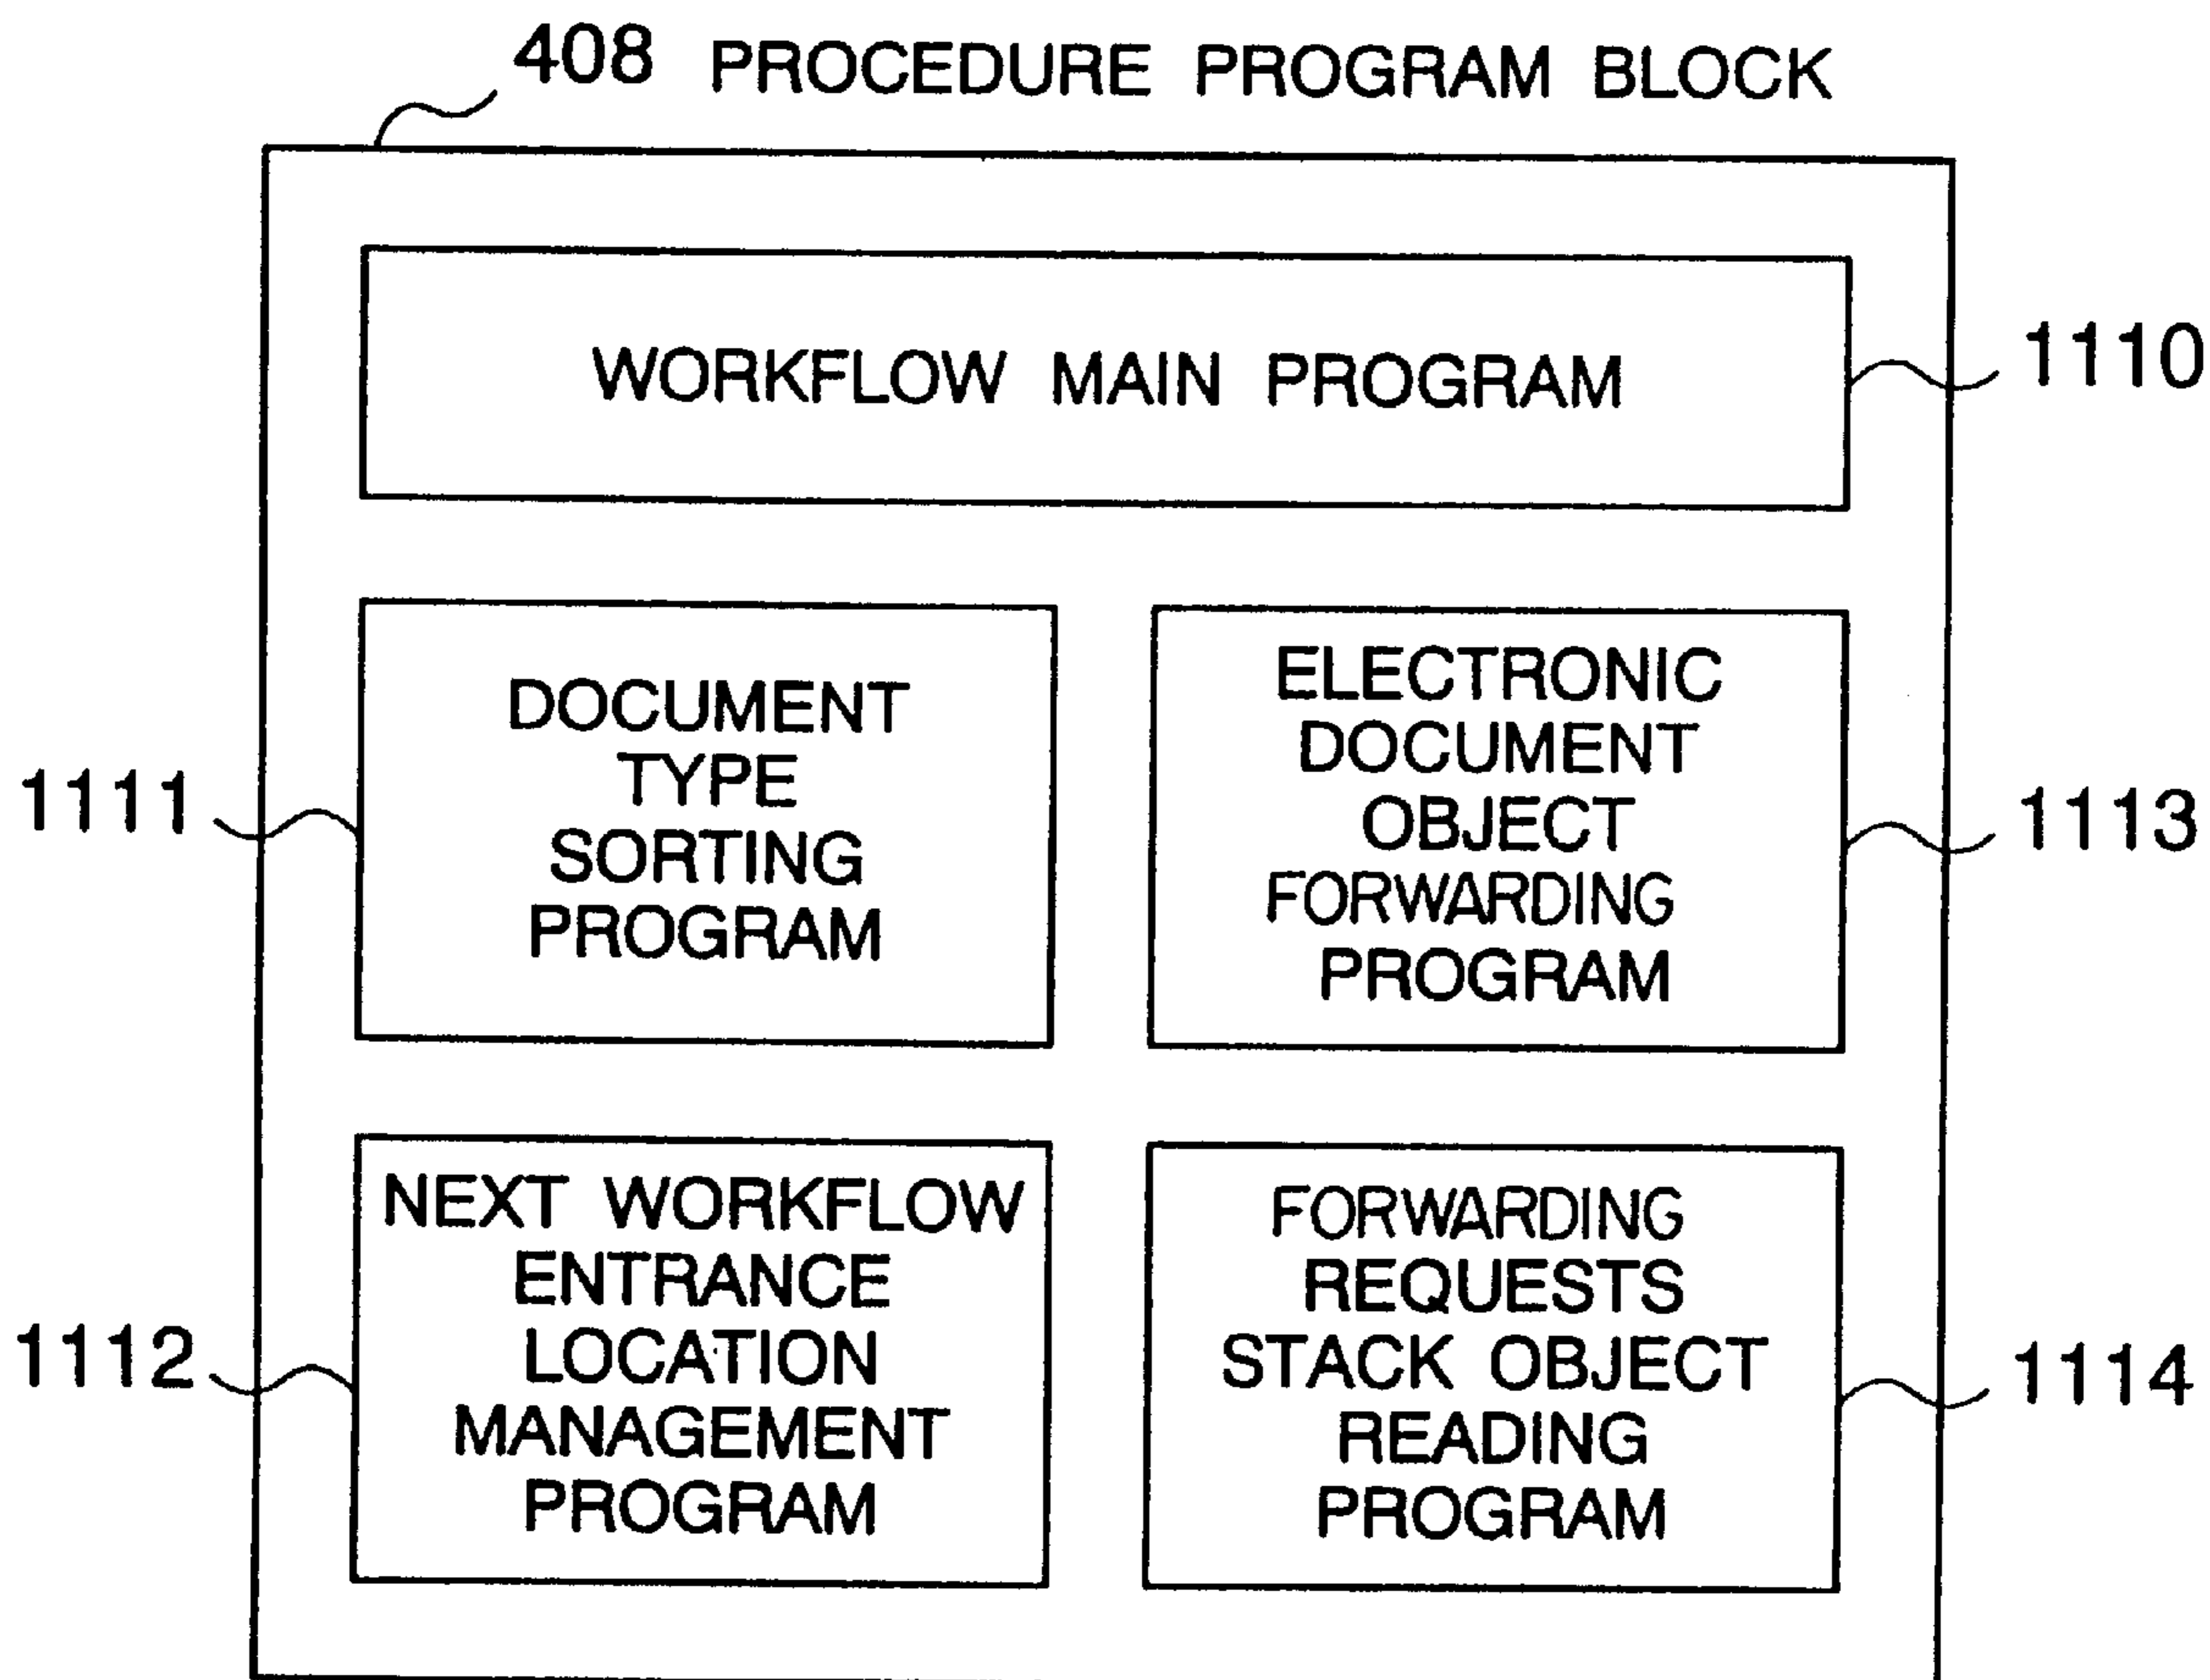 408 PROCEDURE PROGRAM BLOCK
WORKFLOW MAIN PROGRAM
1110
1111
DOCUMENT
TYPE
SORTING
PROGRAM
ELECTRONIC
DOCUMENT
OBJECT
FORWARDING
PROGRAM
1113
1112
NEXT WORKFLOW
ENTRANCE
LOCATION
MANAGEMENT
PROGRAM
FORWARDING
REQUESTS
STACK OBJECT
READING
PROGRAM
1114